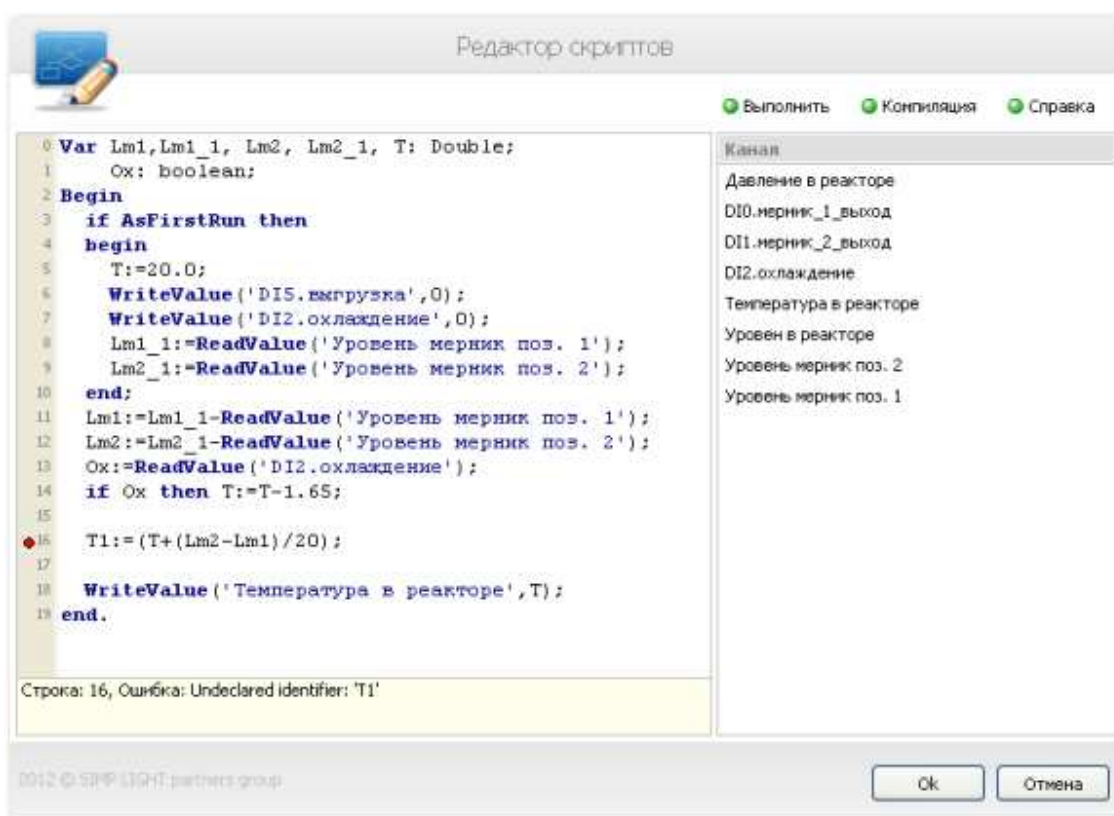 Редактор скриптов
Выполнить Компиляция Справка
0 Var Lm1,Lm1_1, Lm2, Lm2_1, T: Double;
1 Ox: boolean;
2 Begin
3 if AsFirstRun then
4 begin
5 T:=20.0;
6 WriteValue('DI5.выгрузка',0);
7 WriteValue('DI2.охлаждение',0);
8 Lm1_1:=ReadValue('Уровень мерник поз. 1');
9 Lm2_1:=ReadValue('Уровень мерник поз. 2');
10 end;
11 Lm1:=Lm1_1-ReadValue('Уровень мерник поз. 1');
12 Lm2:=Lm2_1-ReadValue('Уровень мерник поз. 2');
13 Ox:=ReadValue('DI2.охлаждение');
14 if Ox then T:=T-1.65;
15
16 T1:=(T+(Lm2-Lm1)/20);
17
18 WriteValue('Температура в реакторе',T);
19 end.
Строка: 16, Ошибка: Undeclared identifier: 'T1'
Канал
Давление в реакторе
DI0.мерник_1_выход
DI1.мерник_2_выход
DI2.охлаждение
Температура в реакторе
Уровен в реакторе
Уровень мерник поз. 2
Уровень мерник поз. 1
2012 © SIMP LIGHT partners group
Ok Отмена